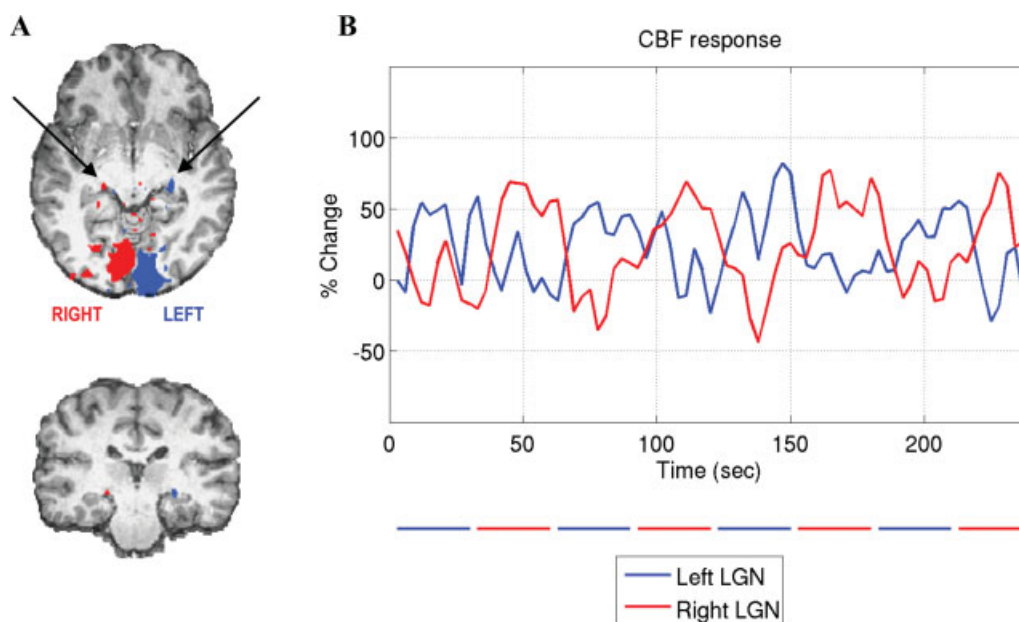 A
RIGHT LEFT
B
CBF response
% Change
100
50
0
-50
0 50 100 150 200
Time (sec)
Left LGN
Right LGN